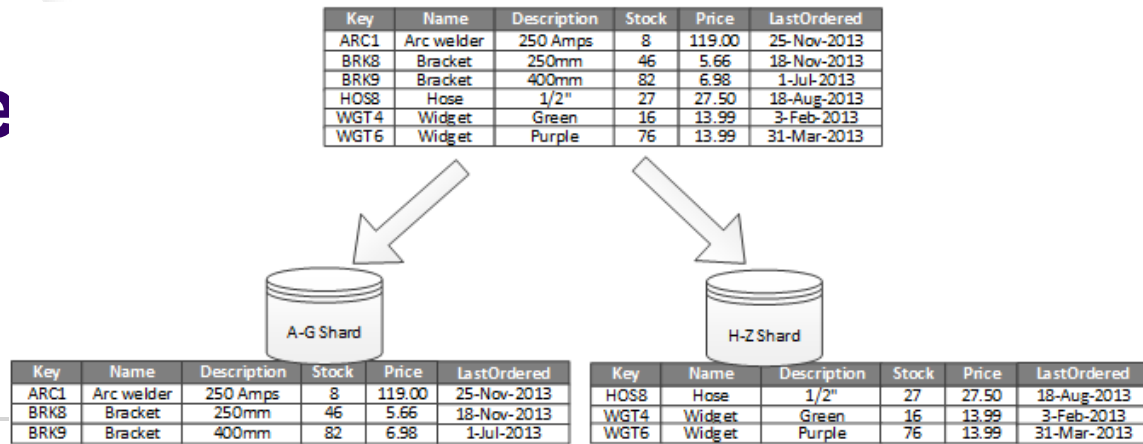 Key Name Description Stock Price LastOrdered
ARC1 Arc welder 250 Amps 8 119.00 25-Nov-2013
BRK8 Bracket 250mm 46 5.66 18-Nov-2013
BRK9 Bracket 400mm 82 6.98 1-Jul-2013
HOS8 Hose 1/2" 27 27.50 18-Aug-2013
WGT4 Widget Green 16 13.99 3-Feb-2013
WGT6 Widget Purple 76 13.99 31-Mar-2013
e
A-G Shard
H-Z Shard
Key Name Description Stock Price LastOrdered
ARC1 Arc welder 250 Amps 8 119.00 25-Nov-2013
BRK8 Bracket 250mm 46 5.66 18-Nov-2013
BRK9 Bracket 400mm 82 6.98 1-Jul-2013
Key Name Description Stock Price LastOrdered
HOS8 Hose 1/2" 27 27.50 18-Aug-2013
WGT4 Widget Green 16 13.99 3-Feb-2013
WGT6 Widget Purple 76 13.99 31-Mar-2013